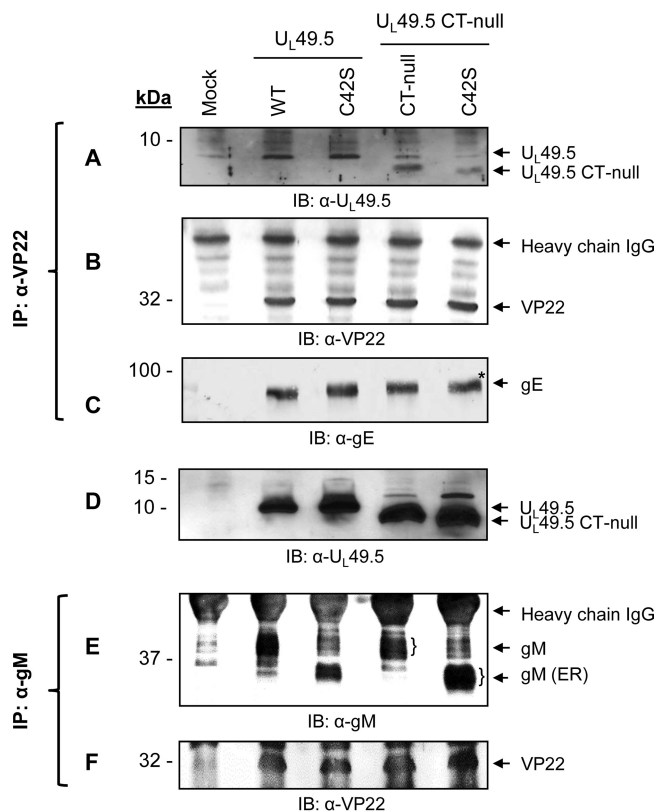 UL49.5 CT-null
UL49.5
kDa
Mock
WT
C42S
CT-null
C42S
IP: α-VP22
A
10 -
UL49.5
UL49.5 CT-null
IB: α-UL49.5
B
Heavy chain IgG
32 -
VP22
IB: α-VP22
C
100 -
*
gE
IB: α-gE
D
15 -
10 -
UL49.5
UL49.5 CT-null
IB: α-UL49.5
IP: α-gM
E
Heavy chain IgG
}
gM
37 -
}
gM (ER)
IB: α-gM
F
32 -
VP22
IB: α-VP22